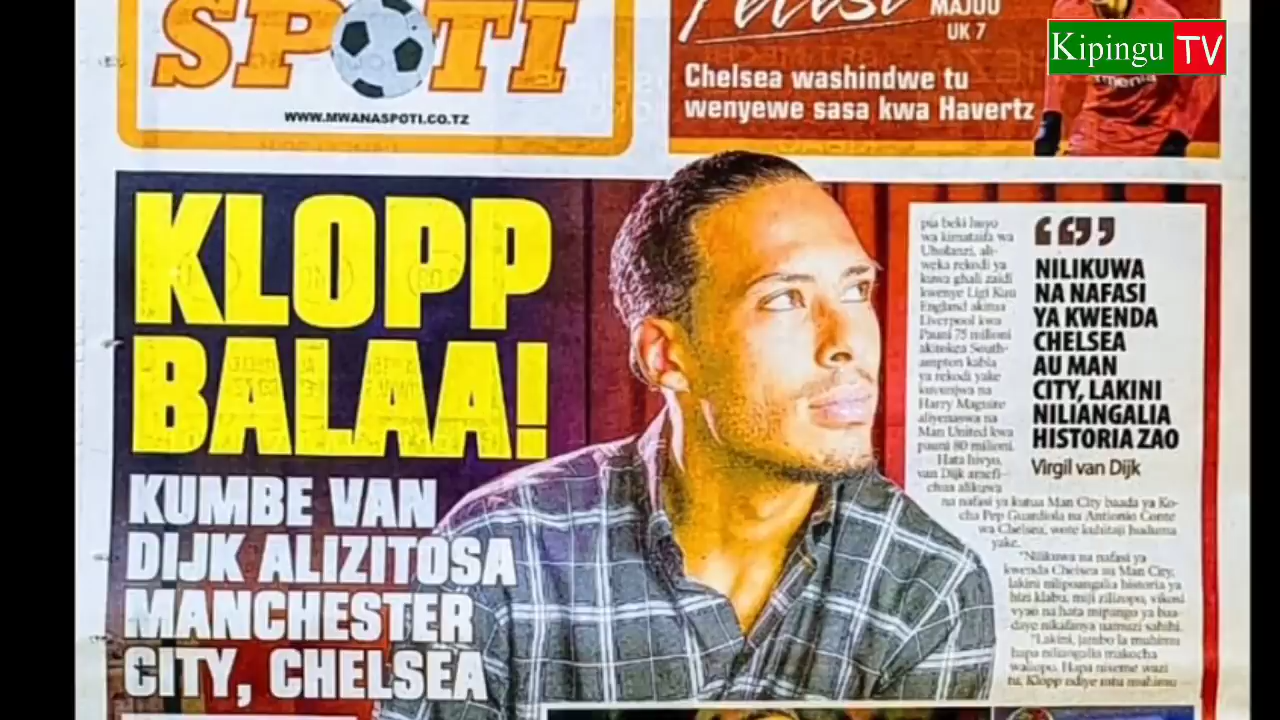 SPOTI
WWW.MWANASPOTI.CO.TZ
MAJUU
UK 7
Chelsea washindwe tu
wenyewe sasa kwa Havertz
Kipingu TV
KLOPP
BALAA!
KUMBE VAN
DIJK ALIZITOSA
MANCHESTER
CITY, CHELSEA
pia beki huyo
wa kimataifa wa
Uholanzi, ali-
weka rekodi ya
kuwa ghali zaidi
kwenye Ligi Kuu
England akitua
Liverpool kwa
Pauni 75 milioni
akitokea South-
ampton kabla
ya rekodi yake
kuvunjwa na
Harry Maguire
aliyenaswa na
Man United kwa
pauni 80 milioni.
Hata hivyo,
van Dijk amefi-
chua alikuwa
na nafasi ya kutua Man City baada ya Ko-
cha Pep Guardiola na Antonio Conte
wa Chelsea, wote kuhitaji huduma
yake.
"Nilikuwa na nafasi ya
kwenda Chelsea au Man City,
lakini nilipoangalia historia ya
hizi klabu, miji zilizopo, vikosi
vyao na hata mipango ya baa-
daye nikafanya uamuzi sahihi.
"Lakini, jambo la muhimu
hapa niliangalia makocha
waliopo. Hapa niseme wazi
tu, Klopp ndiye mtu muhimu
NILIKUWA
NA NAFASI
YA KWENDA
CHELSEA
AU MAN
CITY, LAKINI
NILIANGALIA
HISTORIA ZAO
Virgil van Dijk